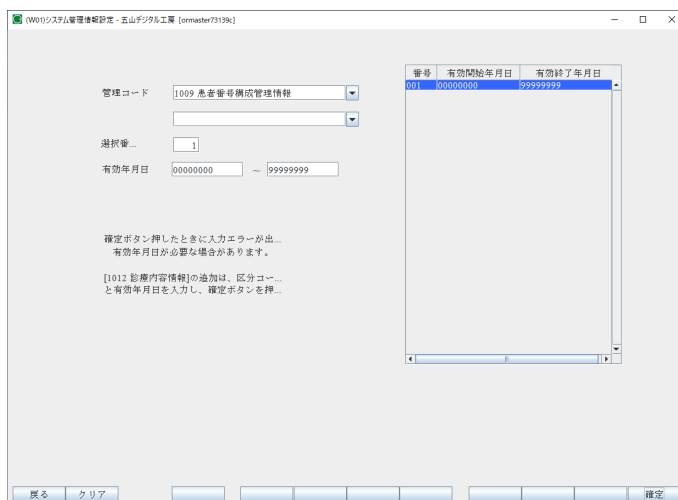 (W01)システム管理情報設定 - 五山デジタル工房 [ormaster73139c]
番号 有効開始年月日 有効終了年月日
001 00000000 99999999
管理コード 1009 患者番号構成管理情報
選択番... 1
有効年月日 00000000 ～ 99999999
確定ボタン押したときに入力エラーが出...
有効年月日が必要な場合があります。
[1012 診療内容情報]の追加は、区分コー...
と有効年月日を入力し、確定ボタンを押...
戻る クリア 確定